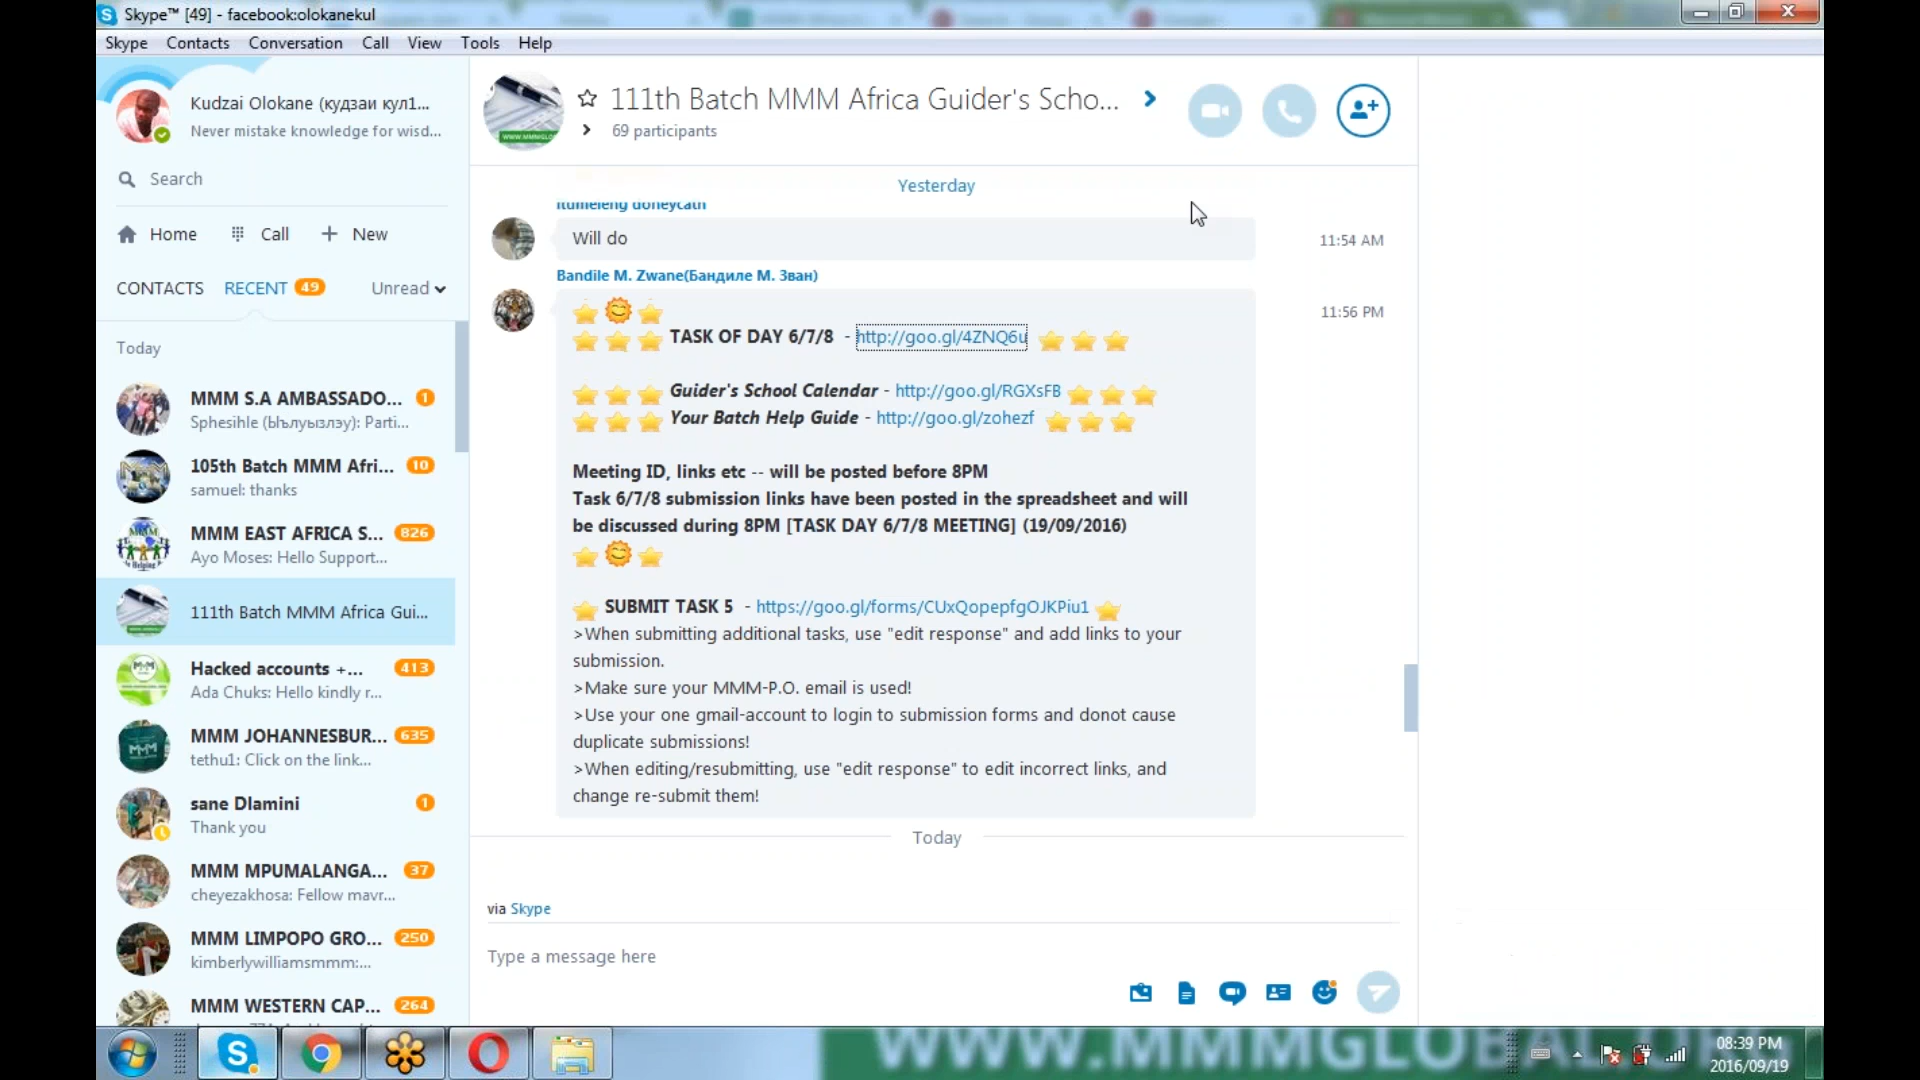 Skype™ [49] - facebook:olokanekul
Skype Contacts Conversation Call View Tools Help
Kudzai Olokane (кудзаи кул1...
Never mistake knowledge for wisd...
Search
Home Call New
CONTACTS RECENT 49 Unread
Today
MMM S.A AMBASSADO... 1
Sphesihle (Ыълуызлэу): Parti...
105th Batch MMM Afri... 10
samuel: thanks
MMM EAST AFRICA S... 826
Ayo Moses: Hello Support...
111th Batch MMM Africa Gui...
Hacked accounts +... 413
Ada Chuks: Hello kindly r...
MMM JOHANNESBUR... 635
tethu1: Click on the link...
sane Dlamini 1
Thank you
MMM MPUMALANGA... 37
cheyezakhosa: Fellow mavr...
MMM LIMPOPO GRO... 250
kimberlywilliamsmmm:...
MMM WESTERN CAP... 264
111th Batch MMM Africa Guider's Scho...
69 participants
WWW.MMMGLOBA
Yesterday
itumeleng doneycath
Will do 11:54 AM
Bandile M. Zwane(Бандиле М. Зван)
11:56 PM
TASK OF DAY 6/7/8 - http://goo.gl/4ZNQ6u
Guider's School Calendar - http://goo.gl/RGXsFB
Your Batch Help Guide - http://goo.gl/zohezf
Meeting ID, links etc -- will be posted before 8PM
Task 6/7/8 submission links have been posted in the spreadsheet and will
be discussed during 8PM [TASK DAY 6/7/8 MEETING] (19/09/2016)
SUBMIT TASK 5 - https://goo.gl/forms/CUxQopepfgOJKPiu1
>When submitting additional tasks, use "edit response" and add links to your
submission.
>Make sure your MMM-P.O. email is used!
>Use your one gmail-account to login to submission forms and donot cause
duplicate submissions!
>When editing/resubmitting, use "edit response" to edit incorrect links, and
change re-submit them!
Today
via Skype
Type a message here
WWW.MMMGLOBAL
08:39 PM
2016/09/19